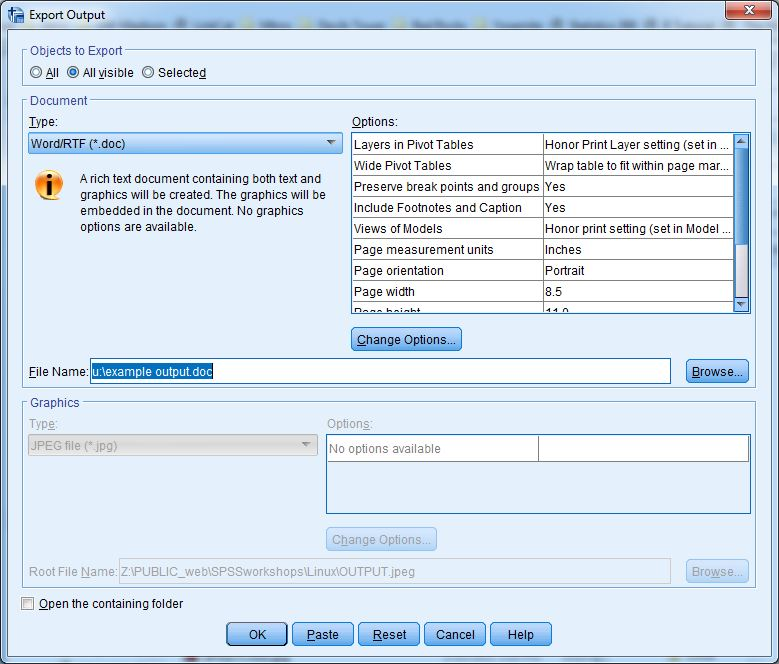 Export Output
Objects to Export
All All visible Selected
Document
Type:
Word/RTF (*.doc)
A rich text document containing both text and
graphics will be created. The graphics will be
embedded in the document. No graphics
options are available.
Options:
Layers in Pivot Tables Honor Print Layer setting (set in ...
Wide Pivot Tables Wrap table to fit within page mar...
Preserve break points and groups Yes
Include Footnotes and Caption Yes
Views of Models Honor print setting (set in Model ...
Page measurement units Inches
Page orientation Portrait
Page width 8.5
Page height 11.0
Change Options...
File Name: u:\example output.doc Browse...
Graphics
Type:
JPEG file (*.jpg)
Options:
No options available
Change Options...
Root File Name: Z:\PUBLIC_web\SPSSworkshops\Linux\OUTPUT.jpeg Browse...
Open the containing folder
OK Paste Reset Cancel Help